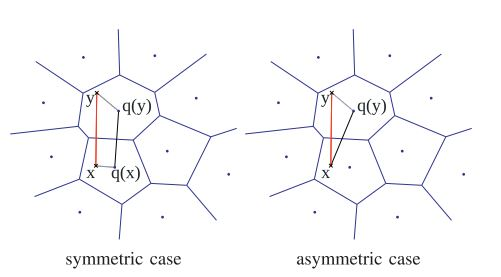 y
q(y)
x
q(x)
symmetric case
y
q(y)
x
asymmetric case